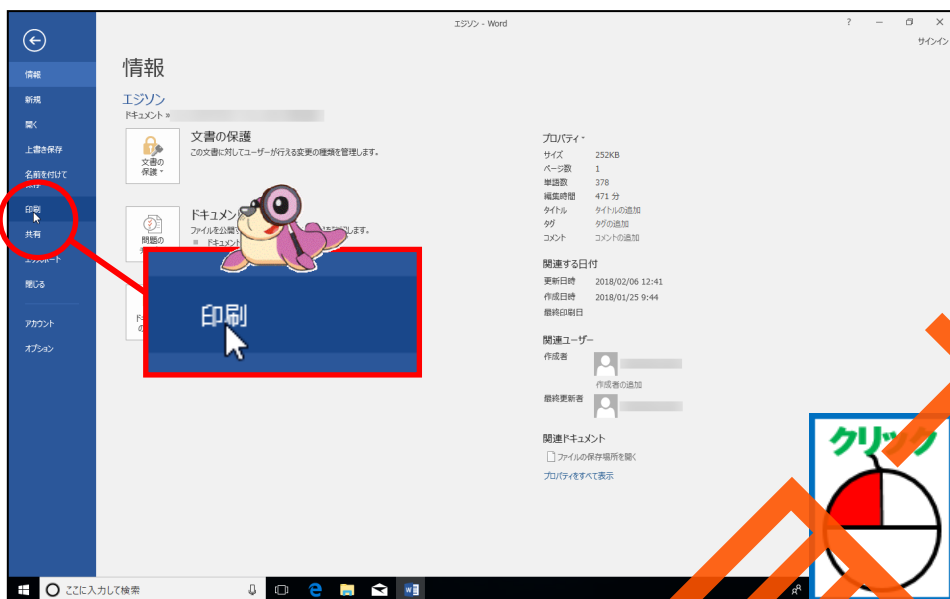 エジソン - Word
サインイン
情報
新規
開く
上書き保存
名前を付けて
印刷
共有
エクスポート
閉じる
アカウント
オプション
情報
エジソン
ドキュメント »
文書の
保護
文書の保護
この文書に対してユーザーが行える変更の種類を管理します。
問題の
ファイルを公開
ドキュメント
印刷
プロパティ
サイズ 252KB
ページ数 1
単語数 378
編集時間 471 分
タイトル タイトルの追加
タグ タグの追加
コメント コメントの追加
関連する日付
更新日時 2018/02/06 12:41
作成日時 2018/01/25 9:44
最終印刷日
関連ユーザー
作成者
作成者の追加
最終更新者
関連ドキュメント
ファイルの保存場所を開く
プロパティをすべて表示
クリック
ここに入力して検索